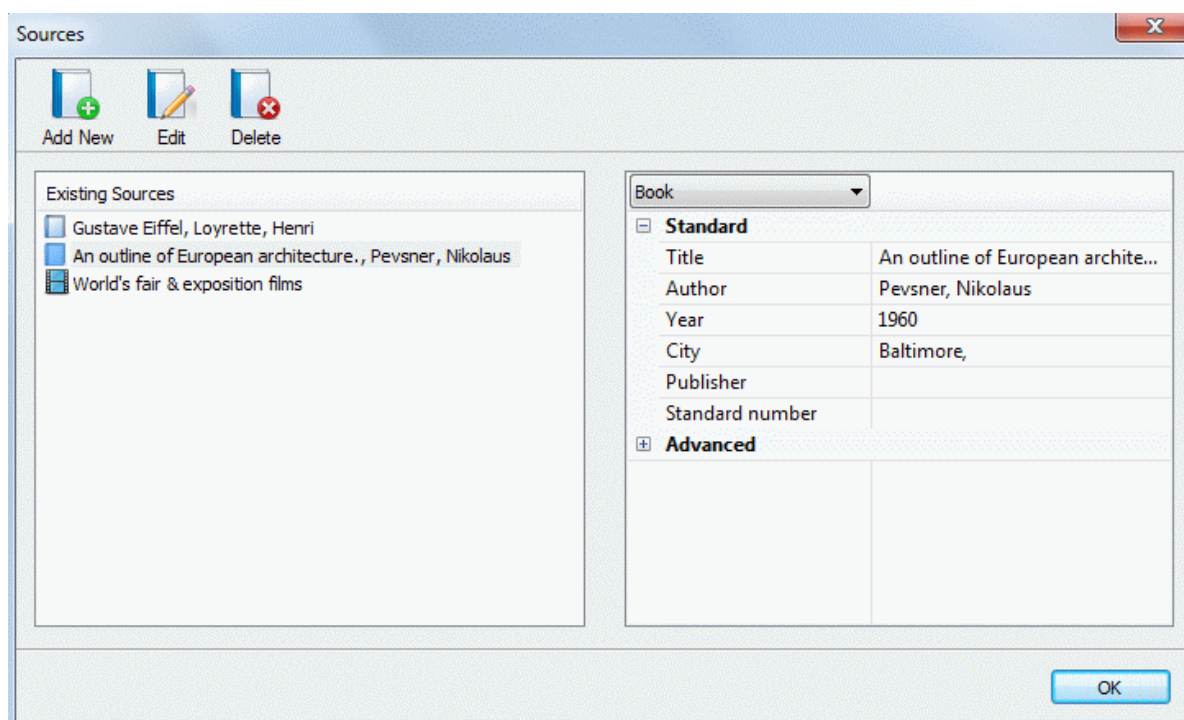 Sources
Add New Edit Delete
Existing Sources
Gustave Eiffel, Loyrette, Henri
An outline of European architecture., Pevsner, Nikolaus
World's fair & exposition films
Book
Standard
Title An outline of European archite...
Author Pevsner, Nikolaus
Year 1960
City Baltimore,
Publisher
Standard number
Advanced
OK